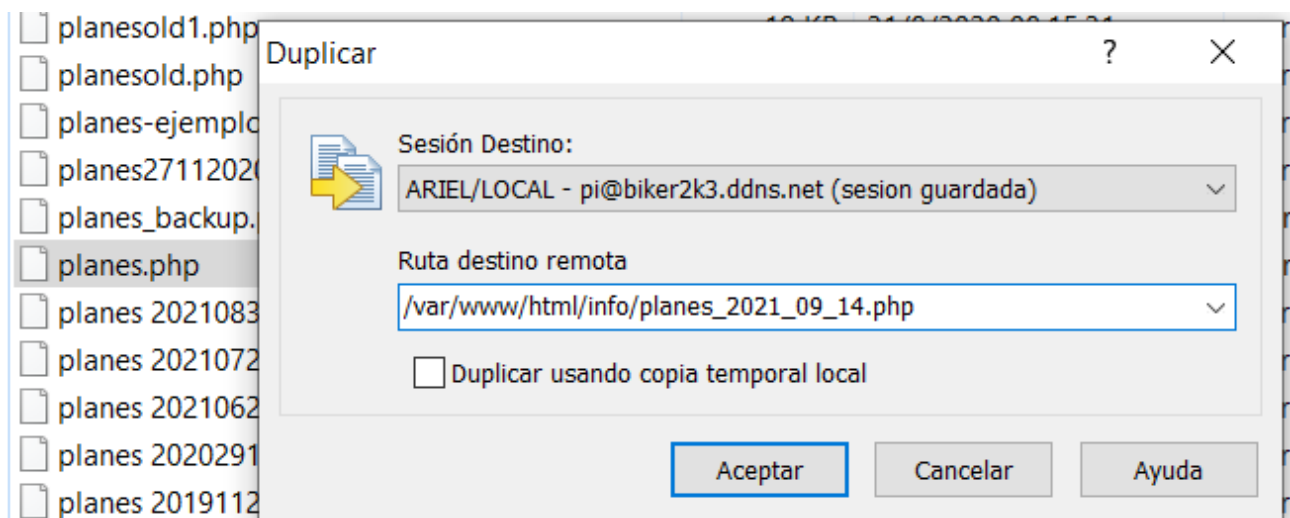 planesold1.php
Duplicar ?
planesold.php
planes-ejemplo
Sesión Destino:
planes2711202
ARIEL/LOCAL - pi@biker2k3.ddns.net (sesion guardada)
planes_backup.
planes.php
Ruta destino remota
planes 2021083
/var/www/html/info/planes_2021_09_14.php
planes 2021072
Duplicar usando copia temporal local
planes 2021062
planes 2020291
Aceptar Cancelar Ayuda
planes 2019112